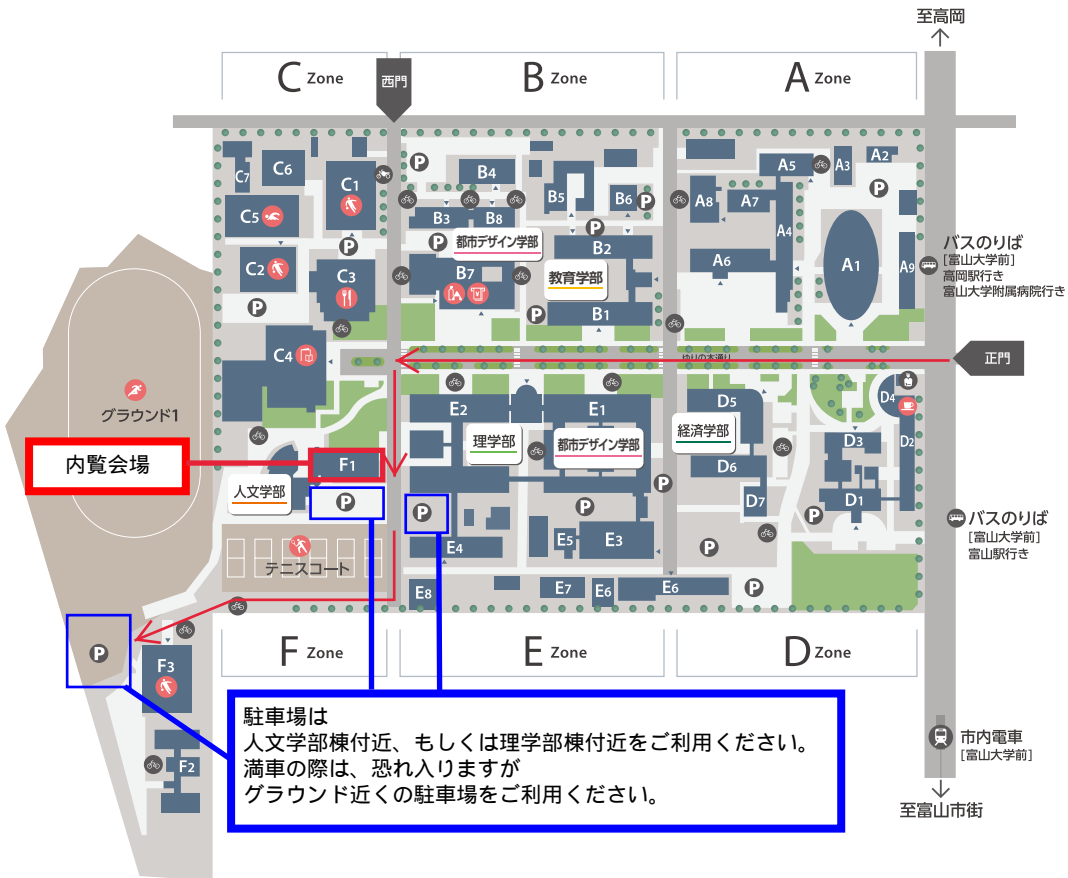 至高岡
C Zone
西門
B Zone
A Zone
C7
C6
C1
C5
C2
C3
C4
P
B4
B3
B8
B5
B6
都市デザイン学部
B2
B7
教育学部
B1
A5
A3
A2
A8
A7
A4
A6
A1
A9
バスのりば
[富山大学前]
高岡駅行き
富山大学附属病院行き
ゆりの木通り
正門
グラウンド1
内覧会場
F1
人文学部
P
テニスコート
E2
E1
理学部
都市デザイン学部
P
E4
E5
E3
E8
E7
E6
E6
D5
経済学部
D6
D7
D4
D3
D2
D1
P
バスのりば
[富山大学前]
富山駅行き
P
F3
F2
F Zone
E Zone
D Zone
駐車場は
人文学部棟付近、もしくは理学部棟付近をご利用ください。
満車の際は、恐れ入りますが
グラウンド近くの駐車場をご利用ください。
市内電車
[富山大学前]
至富山市街